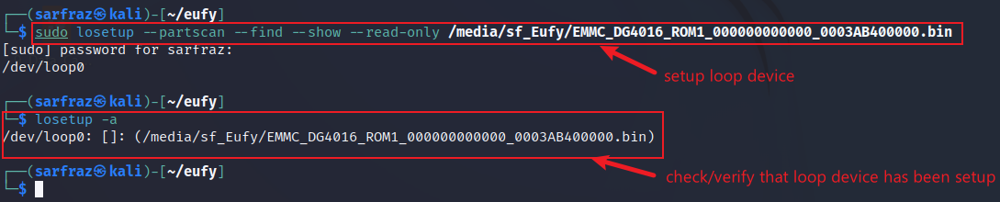 ┌──(sarfraz㉿kali)-[~/eufy]
└─$ sudo losetup --partscan --find --show --read-only /media/sf_Eufy/EMMC_DG4016_ROM1_000000000000_0003AB400000.bin
[sudo] password for sarfraz:
/dev/loop0
setup loop device
┌──(sarfraz㉿kali)-[~/eufy]
└─$ losetup -a
/dev/loop0: []: (/media/sf_Eufy/EMMC_DG4016_ROM1_000000000000_0003AB400000.bin)
┌──(sarfraz㉿kali)-[~/eufy]
check/verify that loop device has been setup
└─$